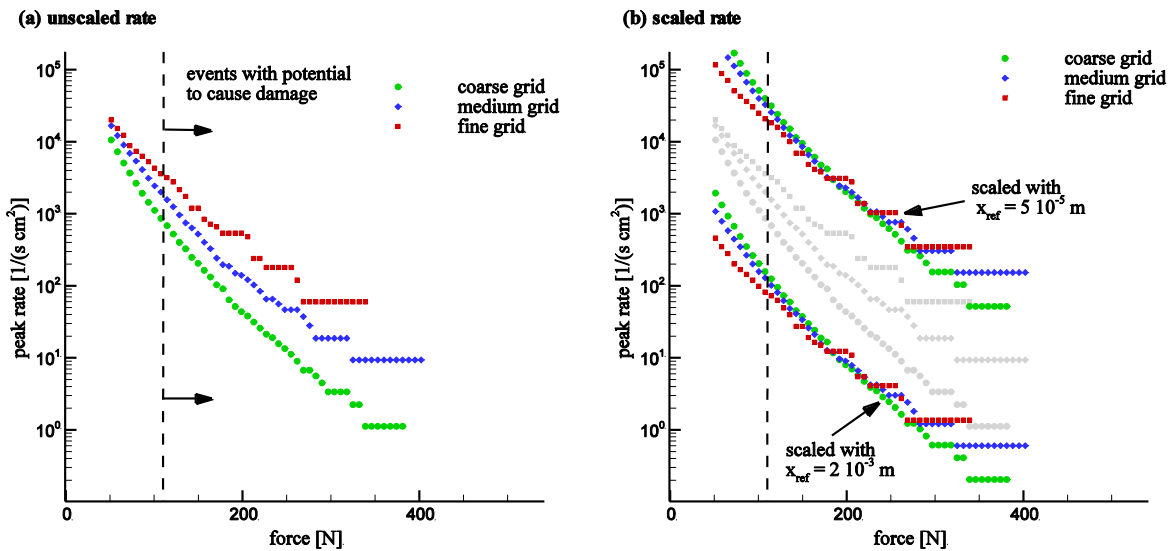 (a) unscaled rate
10⁵
10⁴
10³
10²
10¹
10⁰
peak rate [1/(s cm²)]
events with potential
to cause damage
coarse grid
medium grid
fine grid
0
200
400
force [N]
(b) scaled rate
10⁵
10⁴
10³
10²
10¹
10⁰
peak rate [1/(s cm²)]
coarse grid
medium grid
fine grid
scaled with
x_ref = 5 10⁻⁵ m
scaled with
x_ref = 2 10⁻³ m
0
200
400
force [N]